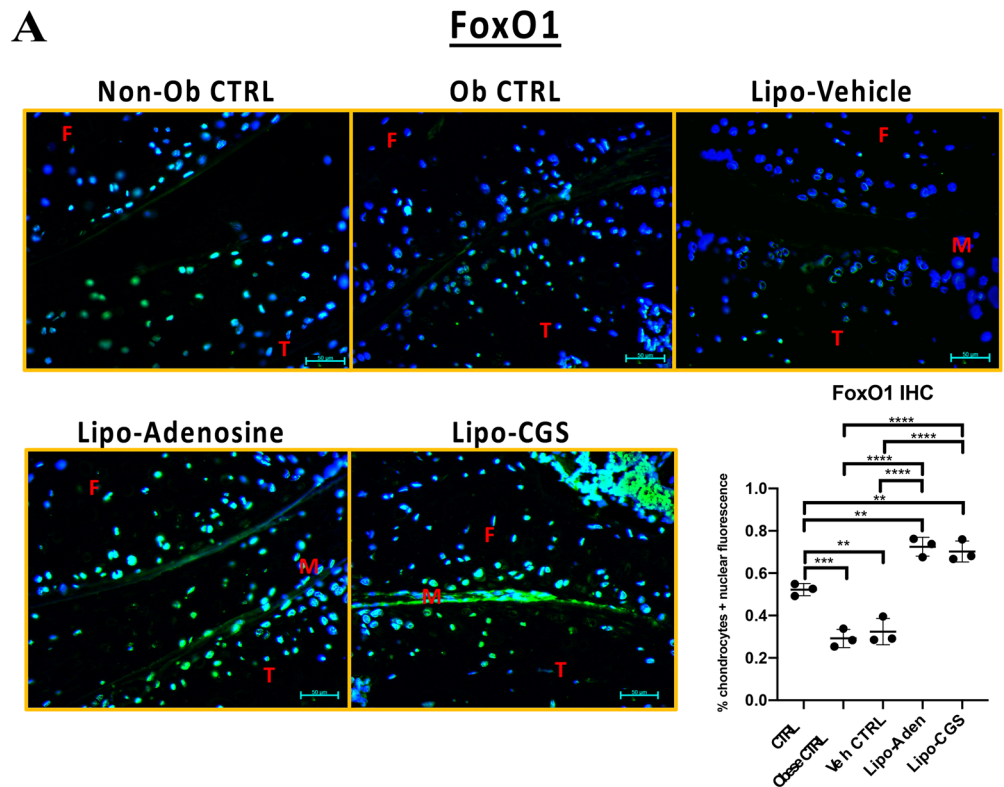 A
FoxO1
Non-Ob CTRL
Ob CTRL
Lipo-Vehicle
F
F
F
M
T
T
T
50 µm
50 µm
50 µm
Lipo-Adenosine
Lipo-CGS
F
F
M
M
T
T
50 µm
50 µm
FoxO1 IHC
****
****
****
****
**
**
**
***
% chondrocytes + nuclear fluorescence
1.0
0.8
0.6
0.4
0.2
0.0
CTRL
Obese CTRL
Veh CTRL
Lipo-Aden
Lipo-CGS